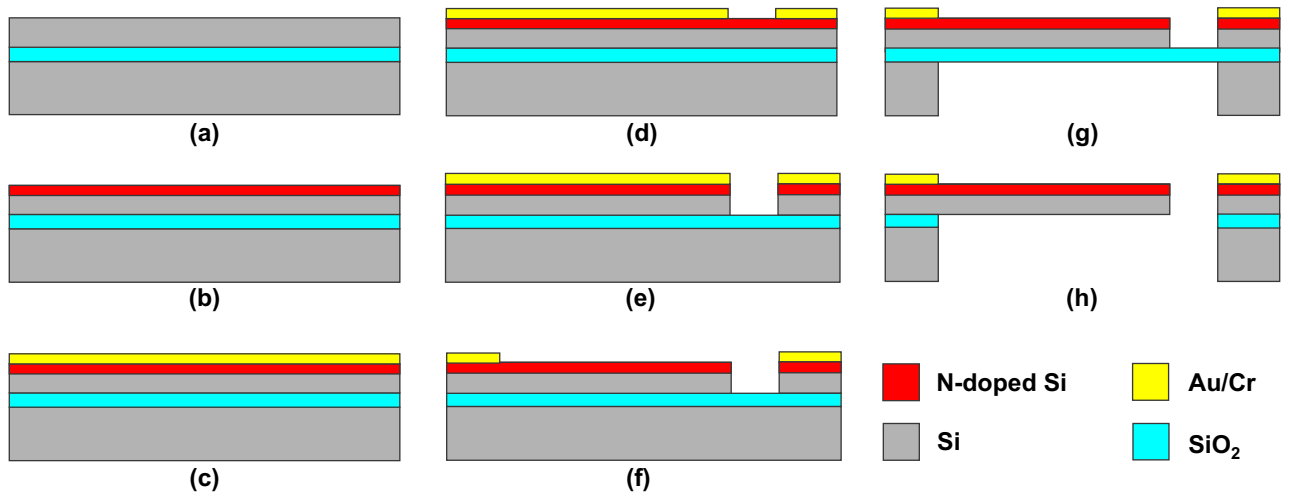 (a)
(b)
(c)
(d)
(e)
(f)
(g)
(h)
N-doped Si
Au/Cr
Si
SiO₂